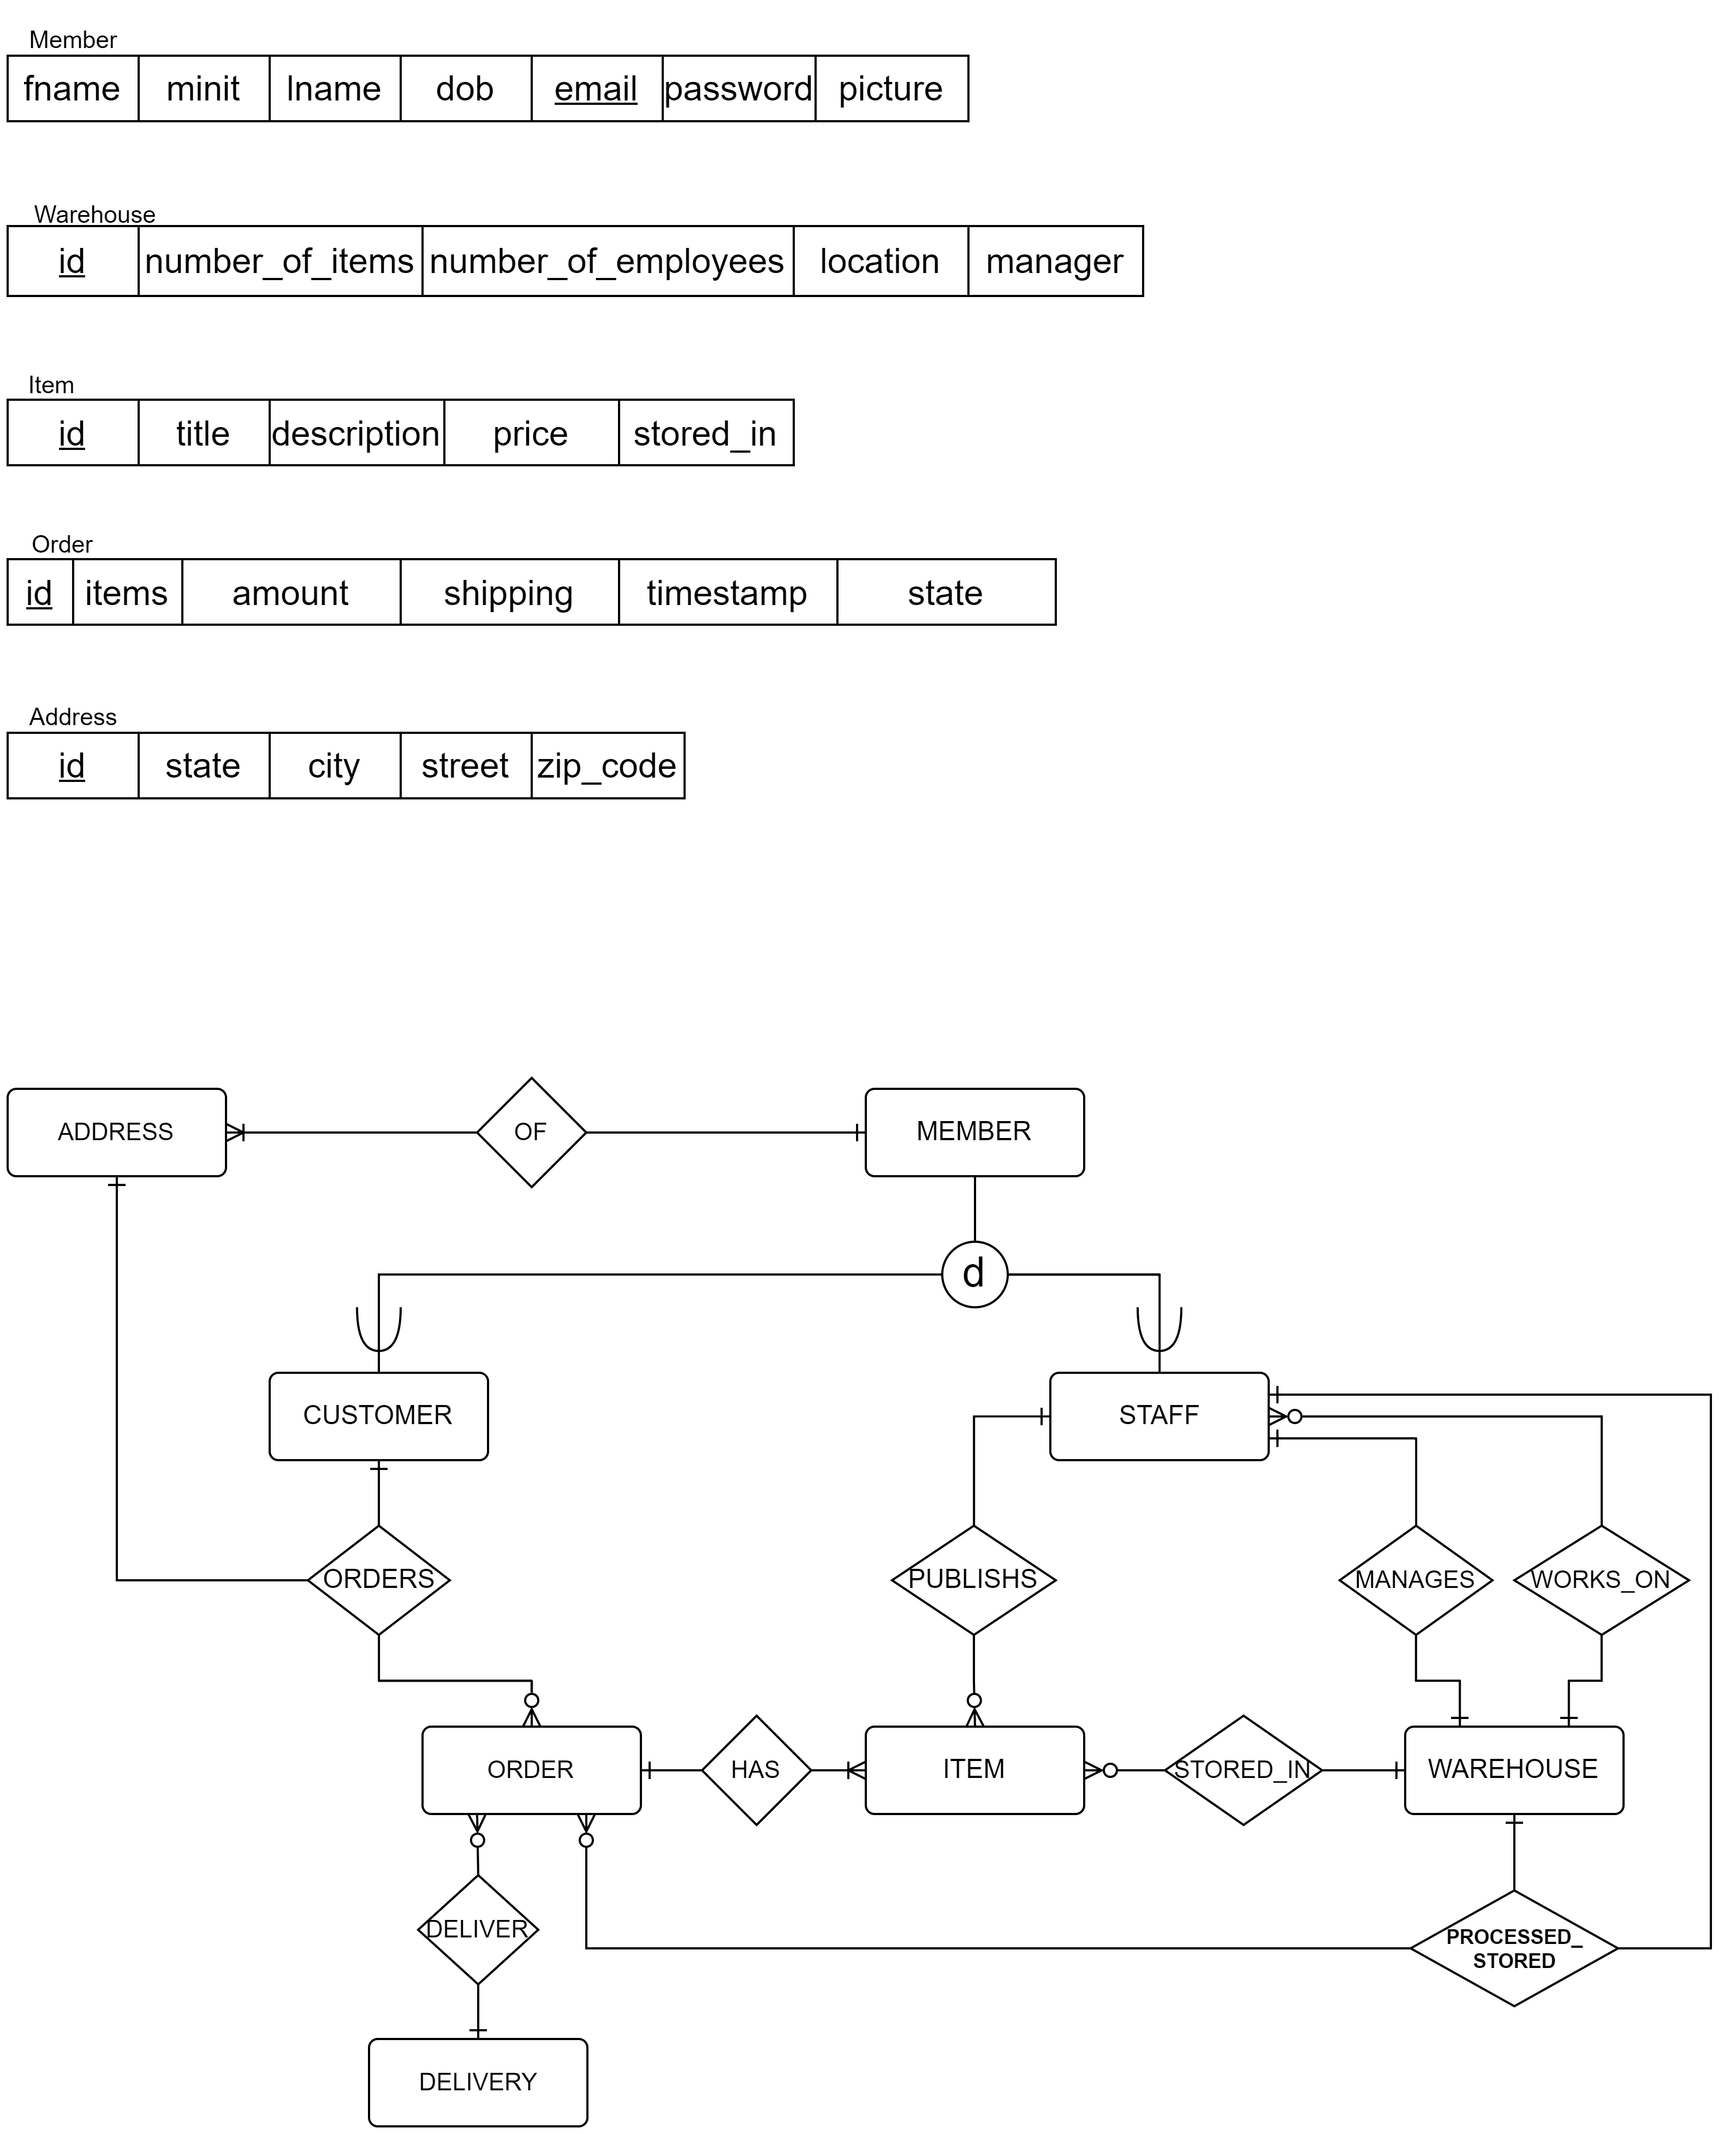 Member
fname minit lname dob email password picture
Warehouse
id number_of_items number_of_employees location manager
Item
id title description price stored_in
Order
id items amount shipping timestamp state
Address
id state city street zip_code
ADDRESS OF MEMBER
d
CUSTOMER STAFF
ORDERS PUBLISHS MANAGES WORKS_ON
ORDER HAS ITEM STORED_IN WAREHOUSE
DELIVER
PROCESSED_
STORED
DELIVERY